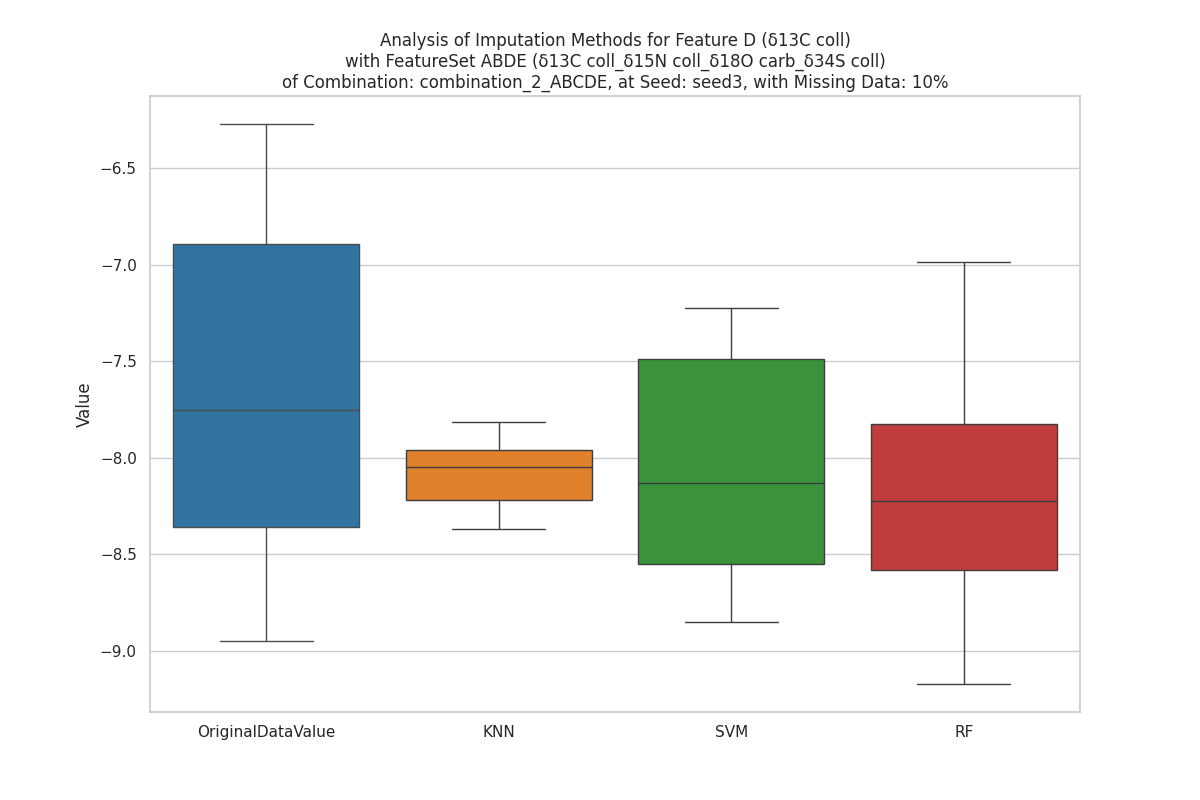 Analysis of Imputation Methods for Feature D (δ13C coll)
with FeatureSet ABDE (δ13C coll_δ15N coll_δ18O carb_δ34S coll)
of Combination: combination_2_ABCDE, at Seed: seed3, with Missing Data: 10%
Value
−6.5
−7.0
−7.5
−8.0
−8.5
−9.0
OriginalDataValue
KNN
SVM
RF